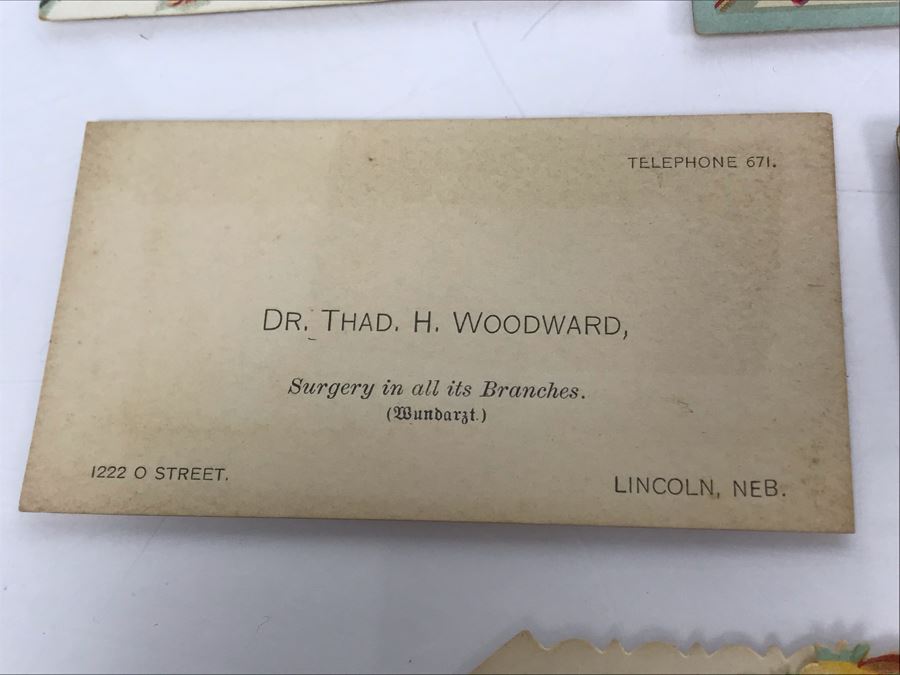 TELEPHONE 671.
DR. THAD. H. WOODWARD,
Surgery in all its Branches.
(Wundarzt.)
1222 O STREET.
LINCOLN, NEB.